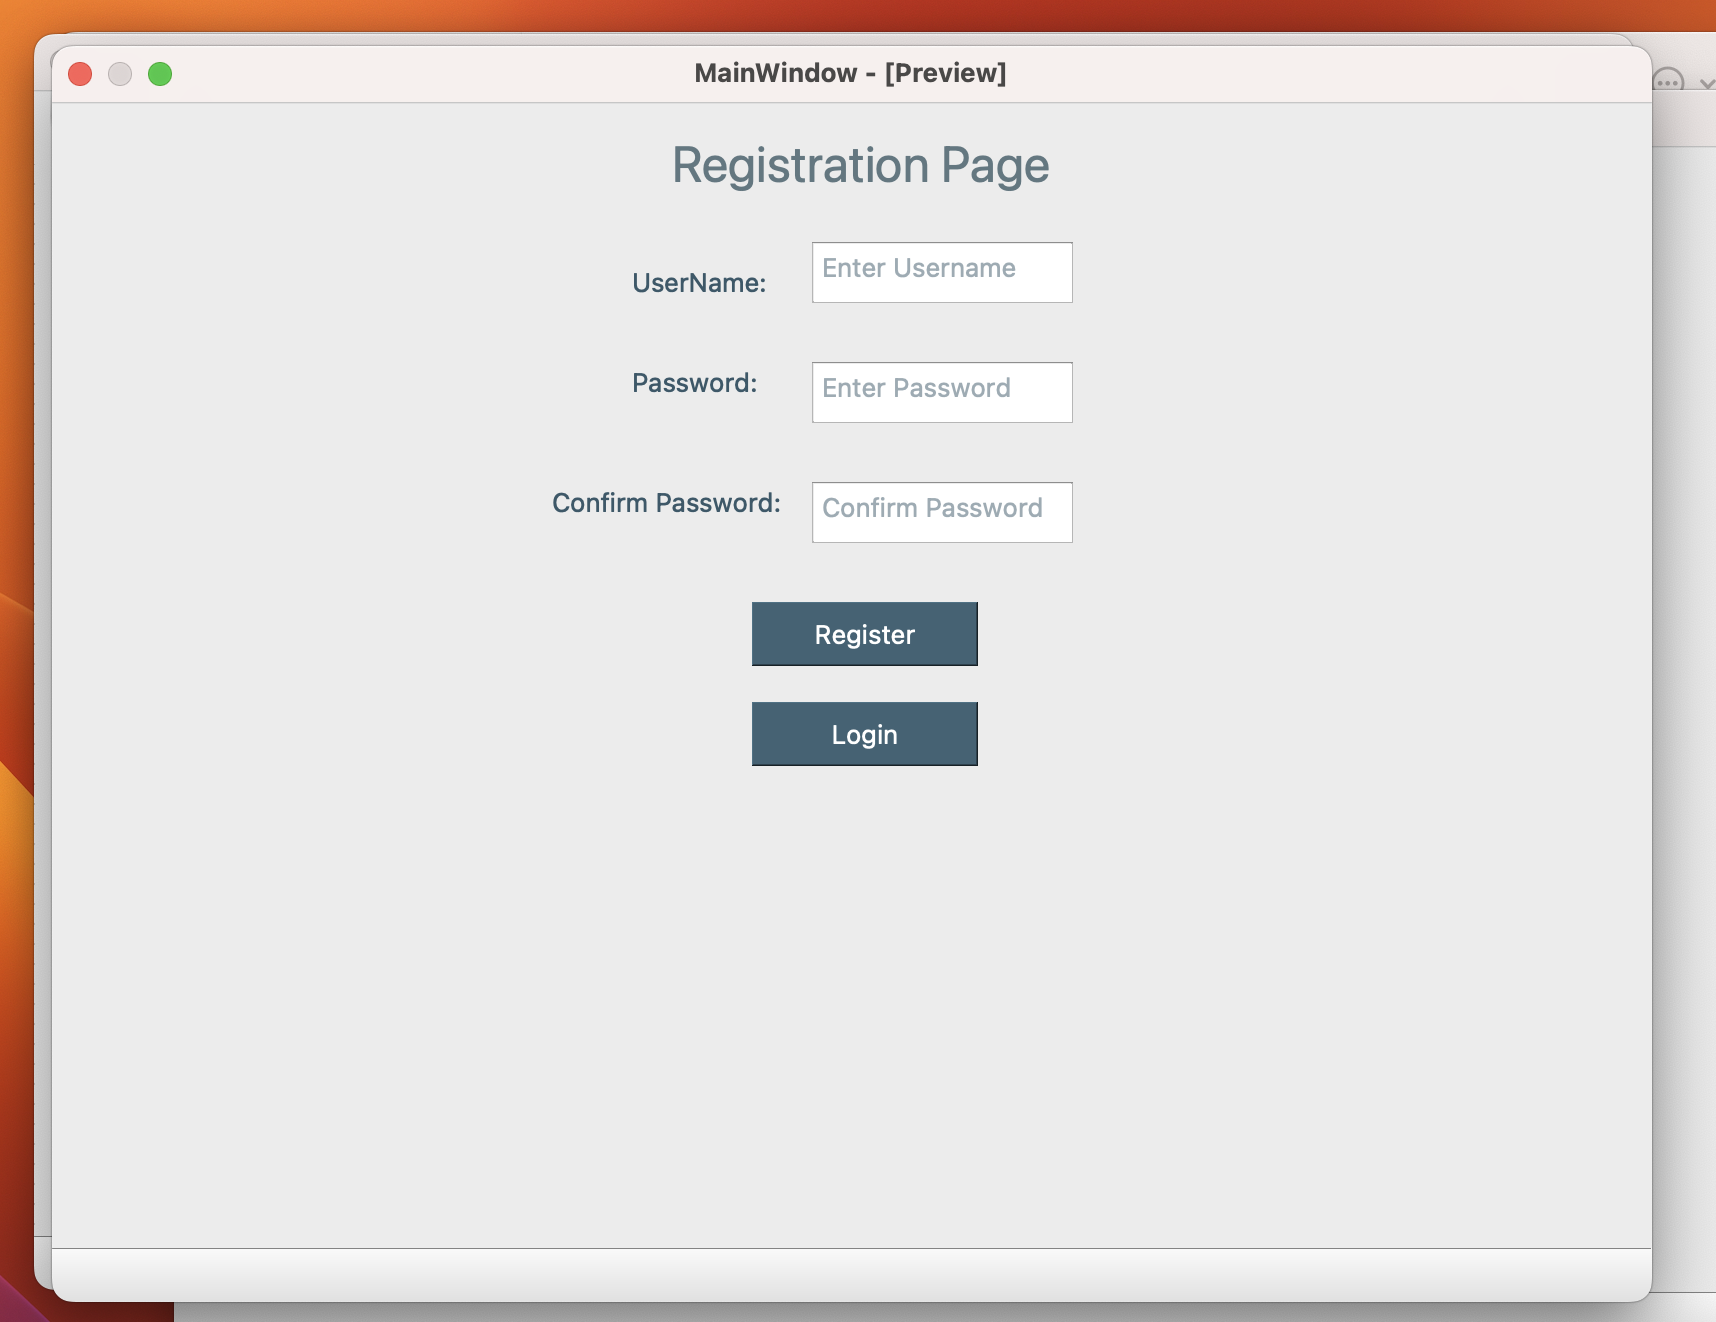 MainWindow - [Preview]
Registration Page
UserName:
Enter Username
Password:
Enter Password
Confirm Password:
Confirm Password
Register
Login